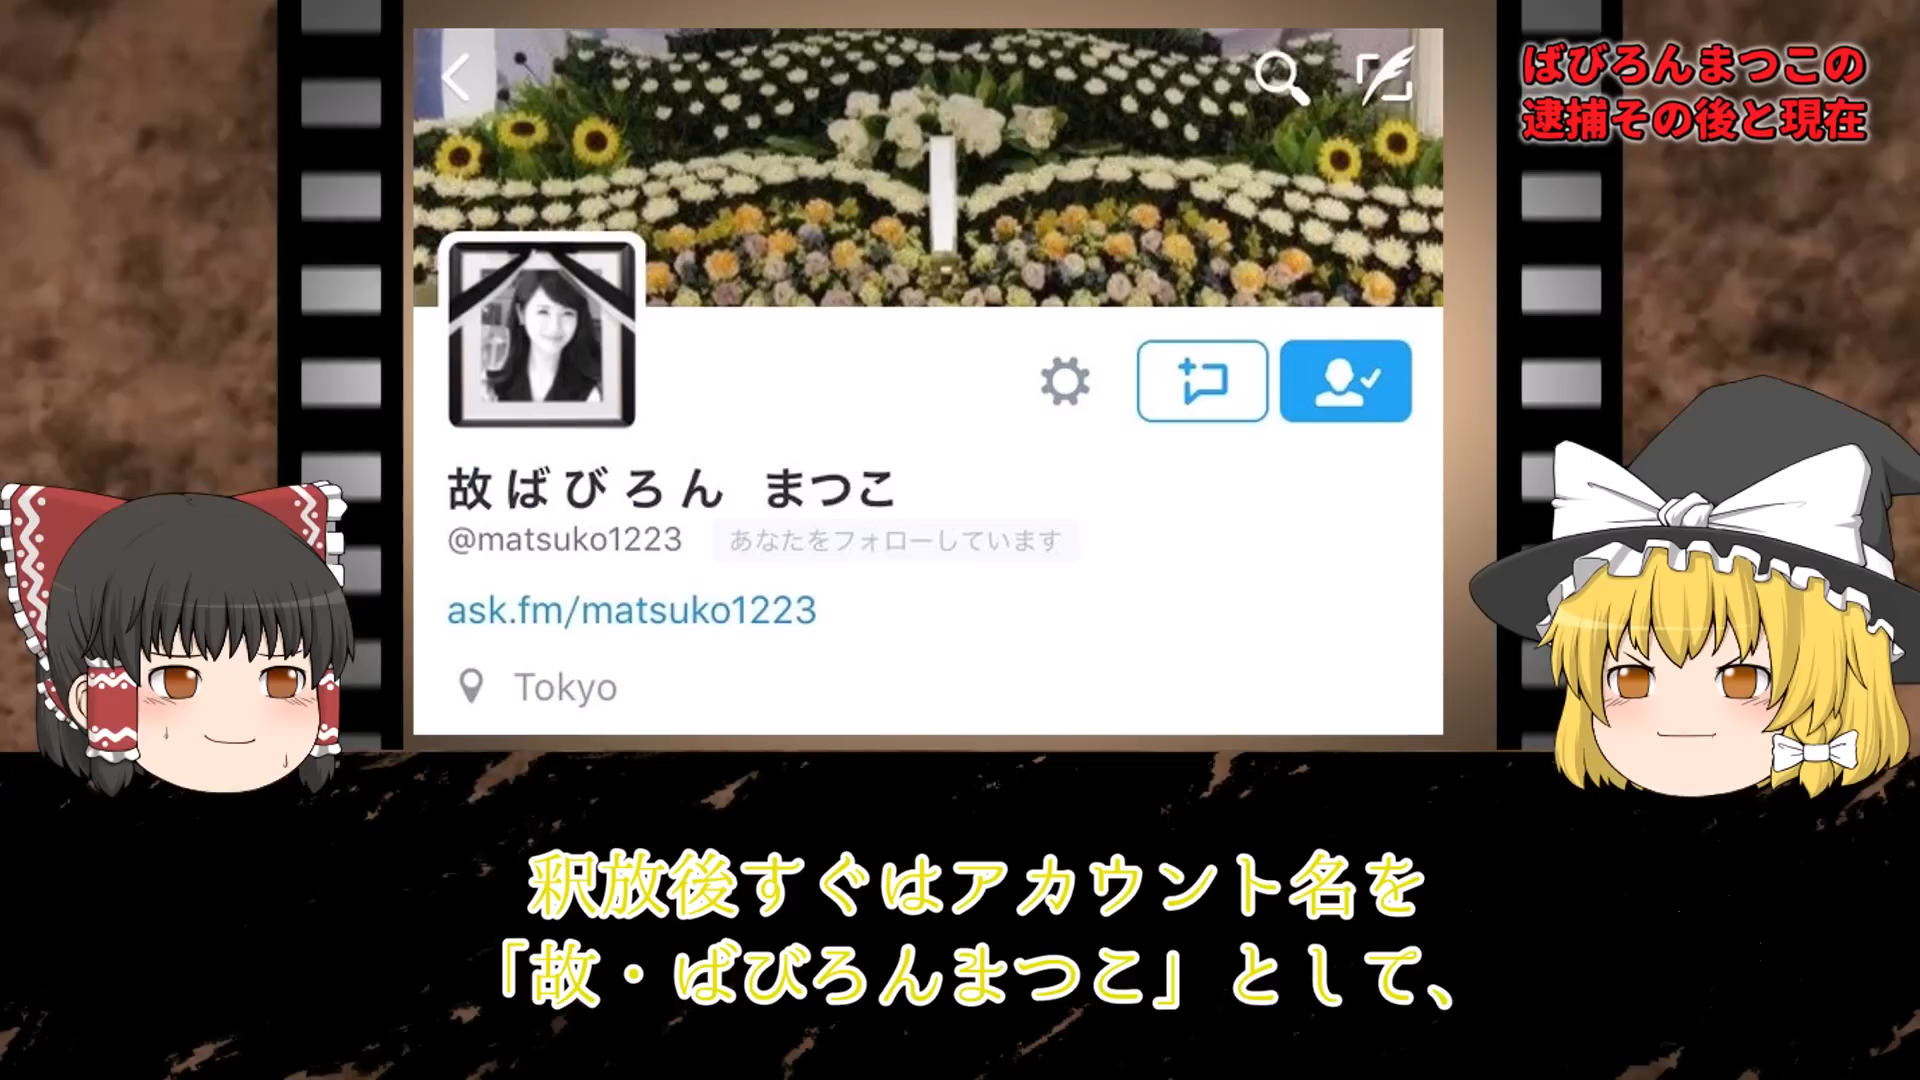 ばびろんまつこの
逮捕その後と現在
故ばびろん まつこ
@matsuko1223 あなたをフォローしています
ask.fm/matsuko1223
Tokyo
釈放後すぐはアカウント名を
「故・ばびろんまつこ」として、